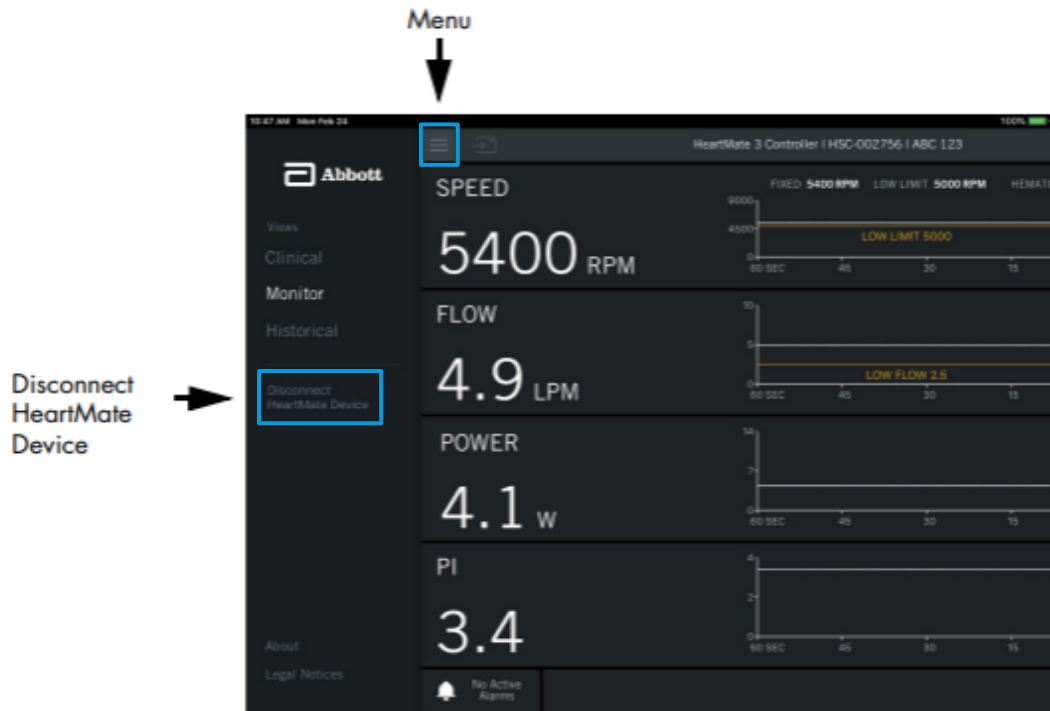 Menu
10:47 AM Mon Feb 24
100%
HeartMate 3 Controller | HSC-002756 | ABC 123
Abbott
Views
Clinical
Monitor
Historical
Disconnect
HeartMate Device
About
Legal Notices
Disconnect
HeartMate
Device
SPEED
5400 RPM
FIXED 5400 RPM LOW LIMIT 5000 RPM
9000
4500
0
LOW LIMIT 5000
60 SEC 45 30 15
FLOW
4.9 LPM
10
5
0
LOW FLOW 2.5
60 SEC 45 30 15
POWER
4.1 W
14
7
0
60 SEC 45 30 15
PI
3.4
4
2
0
60 SEC 45 30 15
No Active
Alarms